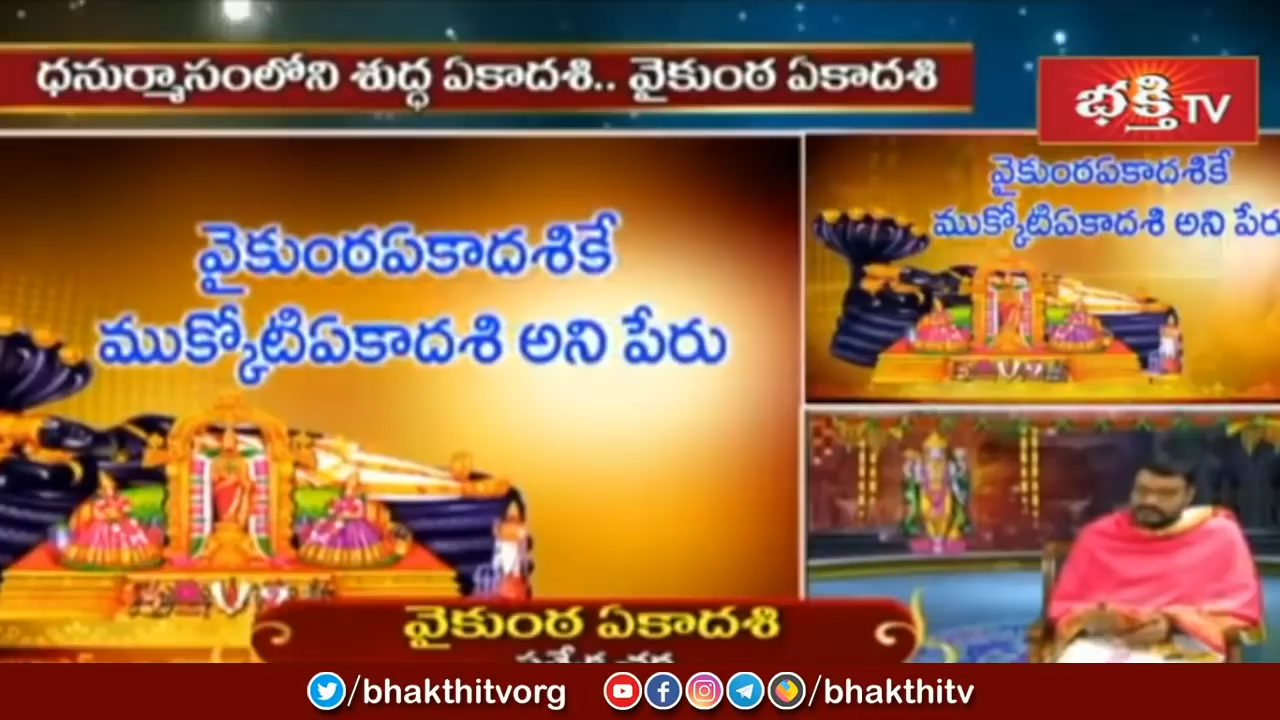 ధనుర్మాసంలోని శుద్ధ ఏకాదశి.. వైకుంఠ ఏకాదశి
భక్తి TV
వైకుంఠఏకాదశికే
ముక్కోటిఏకాదశి అని పేరు
వైకుంఠఏకాదశికే
ముక్కోటిఏకాదశి అని పేరు
వైకుంఠ ఏకాదశి
/bhakthitvorg /bhakthitv